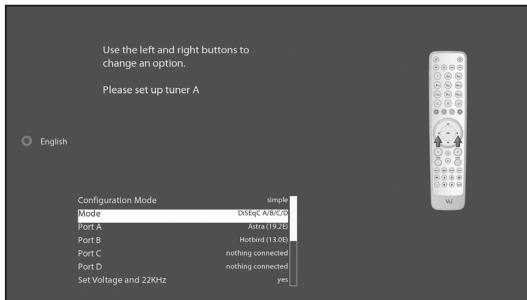 Use the left and right buttons to
change an option.
Please set up tuner A
English
Configuration Mode simple
Mode DiSEqC A/B/C/D
Port A Astra (19.2E)
Port B Hotbird (13.0E)
Port C nothing connected
Port D nothing connected
Set Voltage and 22KHz yes